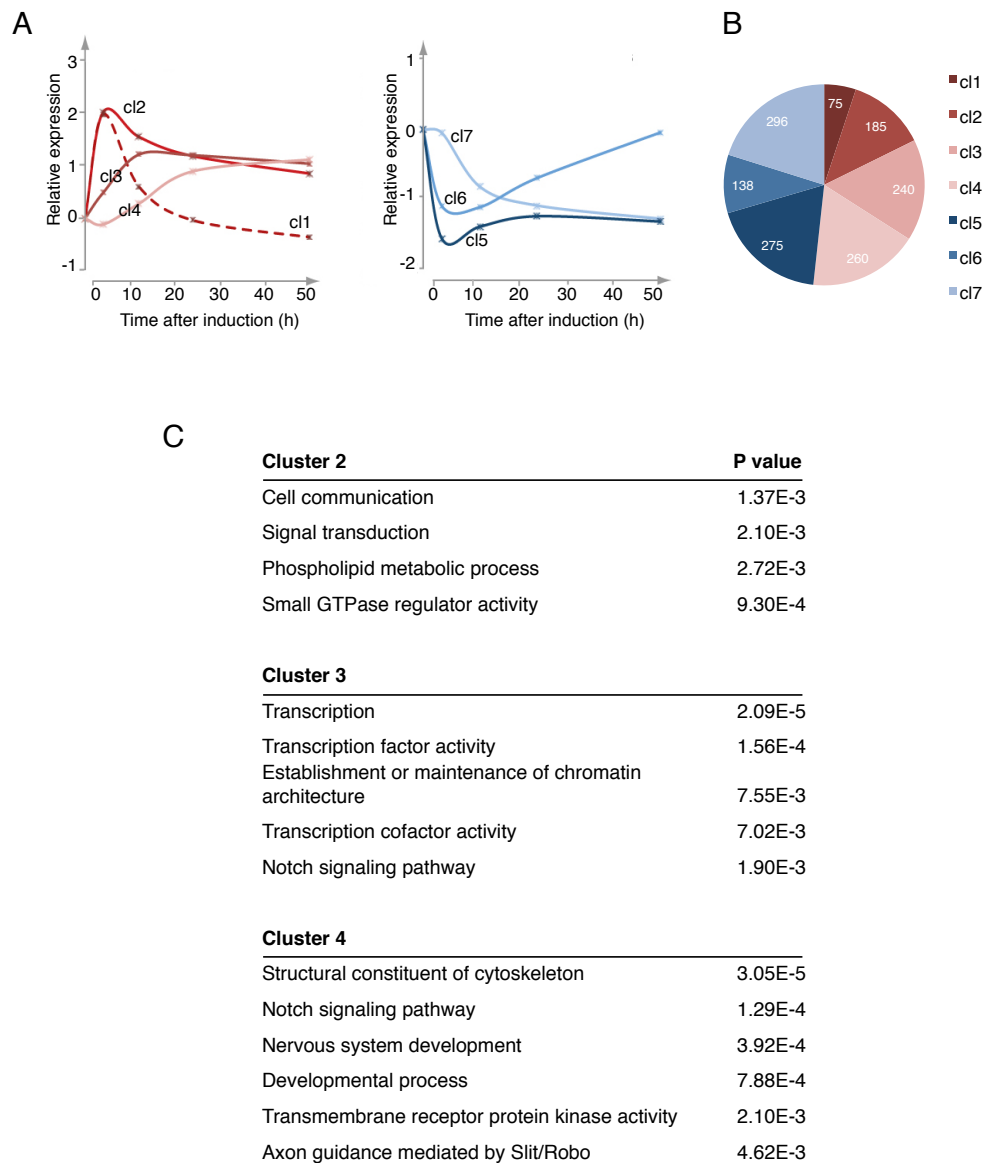 A
B
3
2
1
0
-1
Relative expression
cl2
cl3
cl4
cl1
0 10 20 30 40 50
Time after induction (h)
1
0
-1
-2
Relative expression
cl7
cl6
cl5
0 10 20 30 40 50
Time after induction (h)
75
185
240
260
275
138
296
cl1
cl2
cl3
cl4
cl5
cl6
cl7
C
Cluster 2 P value
Cell communication 1.37E-3
Signal transduction 2.10E-3
Phospholipid metabolic process 2.72E-3
Small GTPase regulator activity 9.30E-4
Cluster 3
Transcription 2.09E-5
Transcription factor activity 1.56E-4
Establishment or maintenance of chromatin
architecture 7.55E-3
Transcription cofactor activity 7.02E-3
Notch signaling pathway 1.90E-3
Cluster 4
Structural constituent of cytoskeleton 3.05E-5
Notch signaling pathway 1.29E-4
Nervous system development 3.92E-4
Developmental process 7.88E-4
Transmembrane receptor protein kinase activity 2.10E-3
Axon guidance mediated by Slit/Robo 4.62E-3